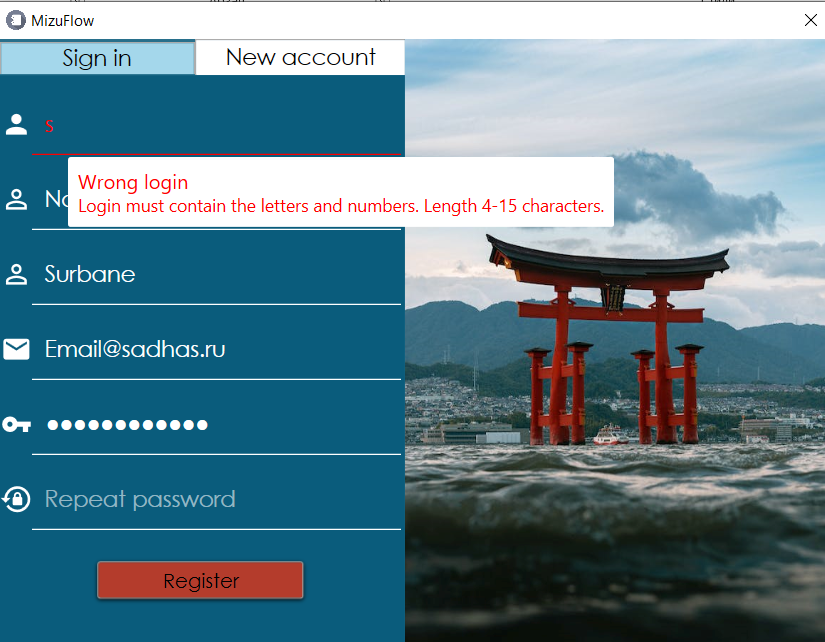 MizuFlow
Sign in
New account
s
Wrong login
Login must contain the letters and numbers. Length 4-15 characters.
Surbane
Email@sadhas.ru
Repeat password
Register